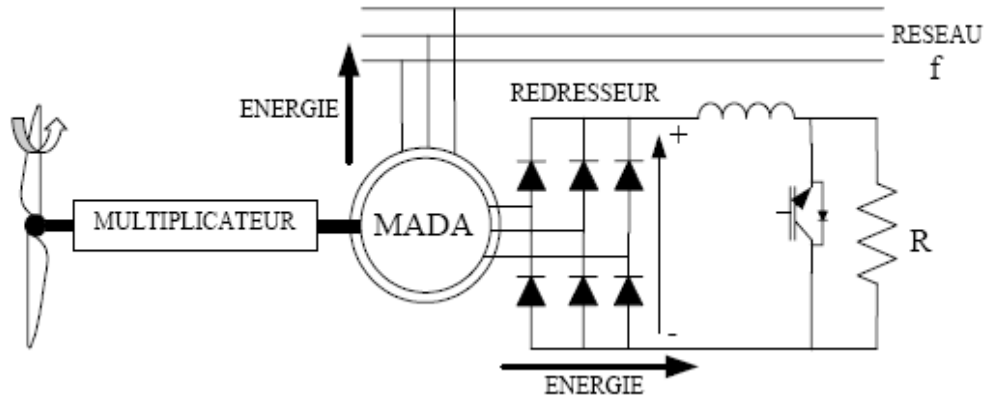 RESEAU
f
ENERGIE
REDRESSEUR
+
MULTIPLICATEUR
MADA
R
-
ENERGIE